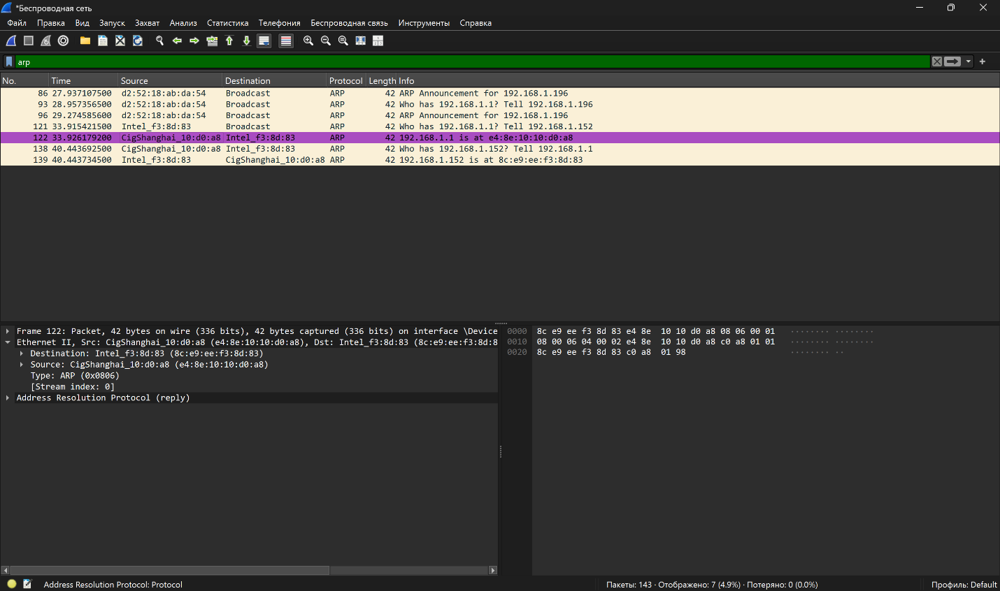 *Беспроводная сеть
Файл Правка Вид Запуск Захват Анализ Статистика Телефония Беспроводная связь Инструменты Справка
arp
No. Time Source Destination Protocol Length Info
86 27.937107500 d2:52:18:ab:da:54 Broadcast ARP 42 ARP Announcement for 192.168.1.196
93 28.957356500 d2:52:18:ab:da:54 Broadcast ARP 42 Who has 192.168.1.1? Tell 192.168.1.196
96 29.274585600 d2:52:18:ab:da:54 Broadcast ARP 42 ARP Announcement for 192.168.1.196
121 33.915421500 Intel_f3:8d:83 Broadcast ARP 42 Who has 192.168.1.1? Tell 192.168.1.152
122 33.926179200 CigShanghai_10:d0:a8 Intel_f3:8d:83 ARP 42 192.168.1.1 is at e4:8e:10:10:d0:a8
138 40.443692500 CigShanghai_10:d0:a8 Intel_f3:8d:83 ARP 42 Who has 192.168.1.152? Tell 192.168.1.1
139 40.443734500 Intel_f3:8d:83 CigShanghai_10:d0:a8 ARP 42 192.168.1.152 is at 8c:e9:ee:f3:8d:83
Frame 122: Packet, 42 bytes on wire (336 bits), 42 bytes captured (336 bits) on interface \Device
Ethernet II, Src: CigShanghai_10:d0:a8 (e4:8e:10:10:d0:a8), Dst: Intel_f3:8d:83 (8c:e9:ee:f3:8d:8
Destination: Intel_f3:8d:83 (8c:e9:ee:f3:8d:83)
Source: CigShanghai_10:d0:a8 (e4:8e:10:10:d0:a8)
Type: ARP (0x0806)
[Stream index: 0]
Address Resolution Protocol (reply)
0000 8c e9 ee f3 8d 83 e4 8e 10 10 d0 a8 08 06 00 01 ········ ········
0010 08 00 06 04 00 02 e4 8e 10 10 d0 a8 c0 a8 01 01 ········ ········
0020 8c e9 ee f3 8d 83 c0 a8 01 98 ········ ··
Address Resolution Protocol: Protocol
Пакеты: 143 · Отображено: 7 (4.9%) · Потеряно: 0 (0.0%)
Профиль: Default